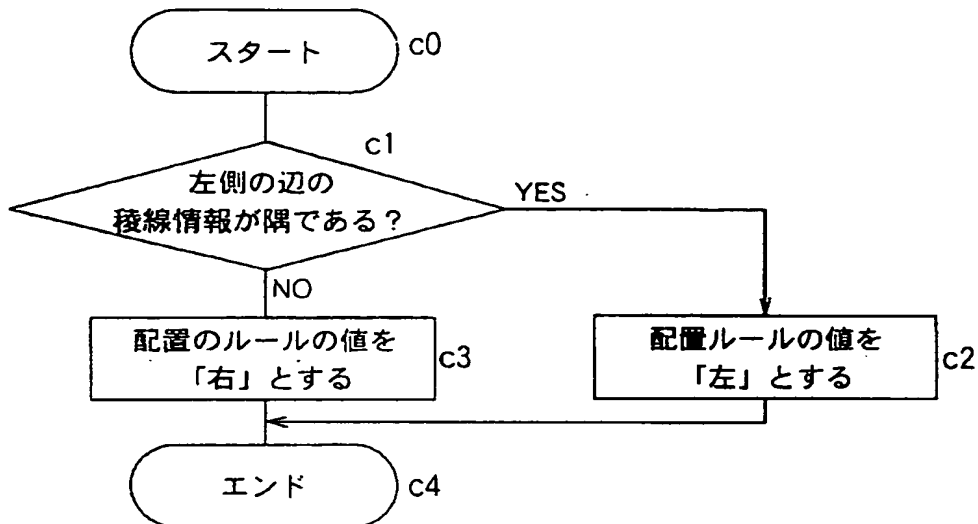 スタート
c0
c1
左側の辺の
稜線情報が隅である？
YES
NO
配置のルールの値を
「右」とする
c3
配置ルールの値を
「左」とする
c2
エンド
c4